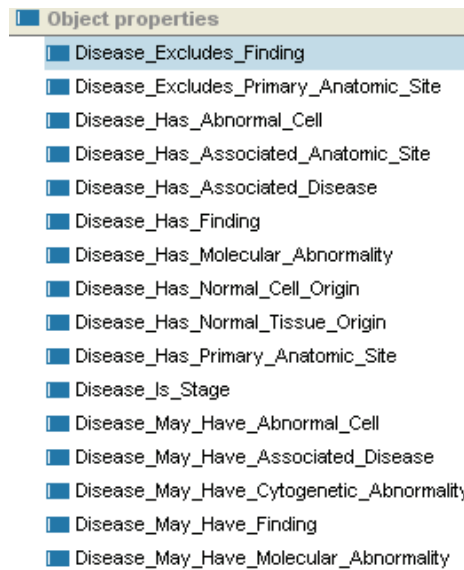 Object properties
Disease_Excludes_Finding
Disease_Excludes_Primary_Anatomic_Site
Disease_Has_Abnormal_Cell
Disease_Has_Associated_Anatomic_Site
Disease_Has_Associated_Disease
Disease_Has_Finding
Disease_Has_Molecular_Abnormality
Disease_Has_Normal_Cell_Origin
Disease_Has_Normal_Tissue_Origin
Disease_Has_Primary_Anatomic_Site
Disease_Is_Stage
Disease_May_Have_Abnormal_Cell
Disease_May_Have_Associated_Disease
Disease_May_Have_Cytogenetic_Abnormality
Disease_May_Have_Finding
Disease_May_Have_Molecular_Abnormality